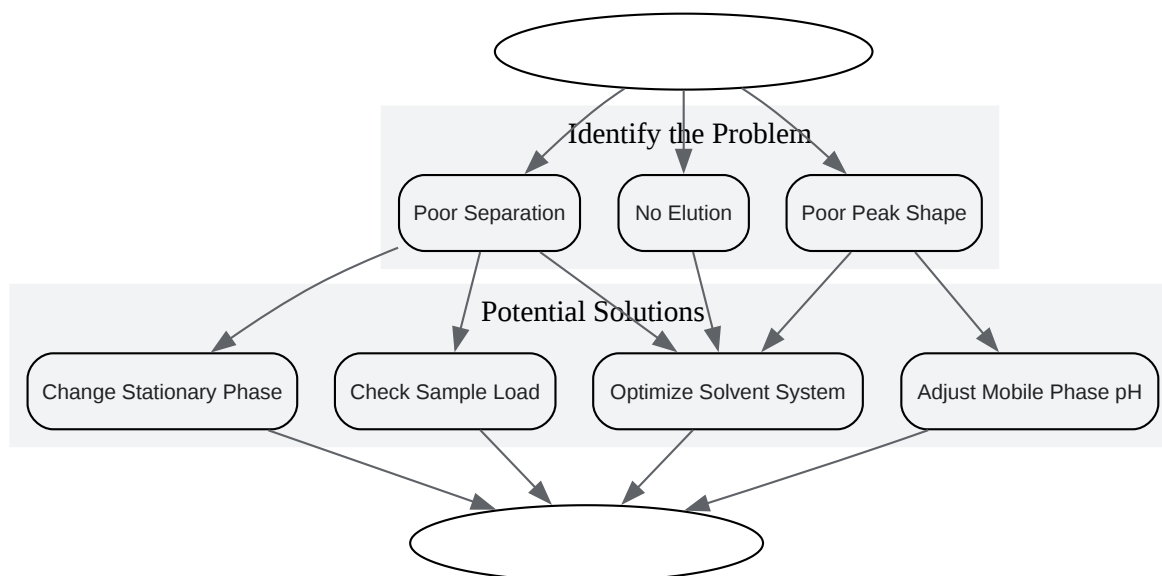 Identify the Problem
Poor Separation
No Elution
Poor Peak Shape
Potential Solutions
Change Stationary Phase
Check Sample Load
Optimize Solvent System
Adjust Mobile Phase pH